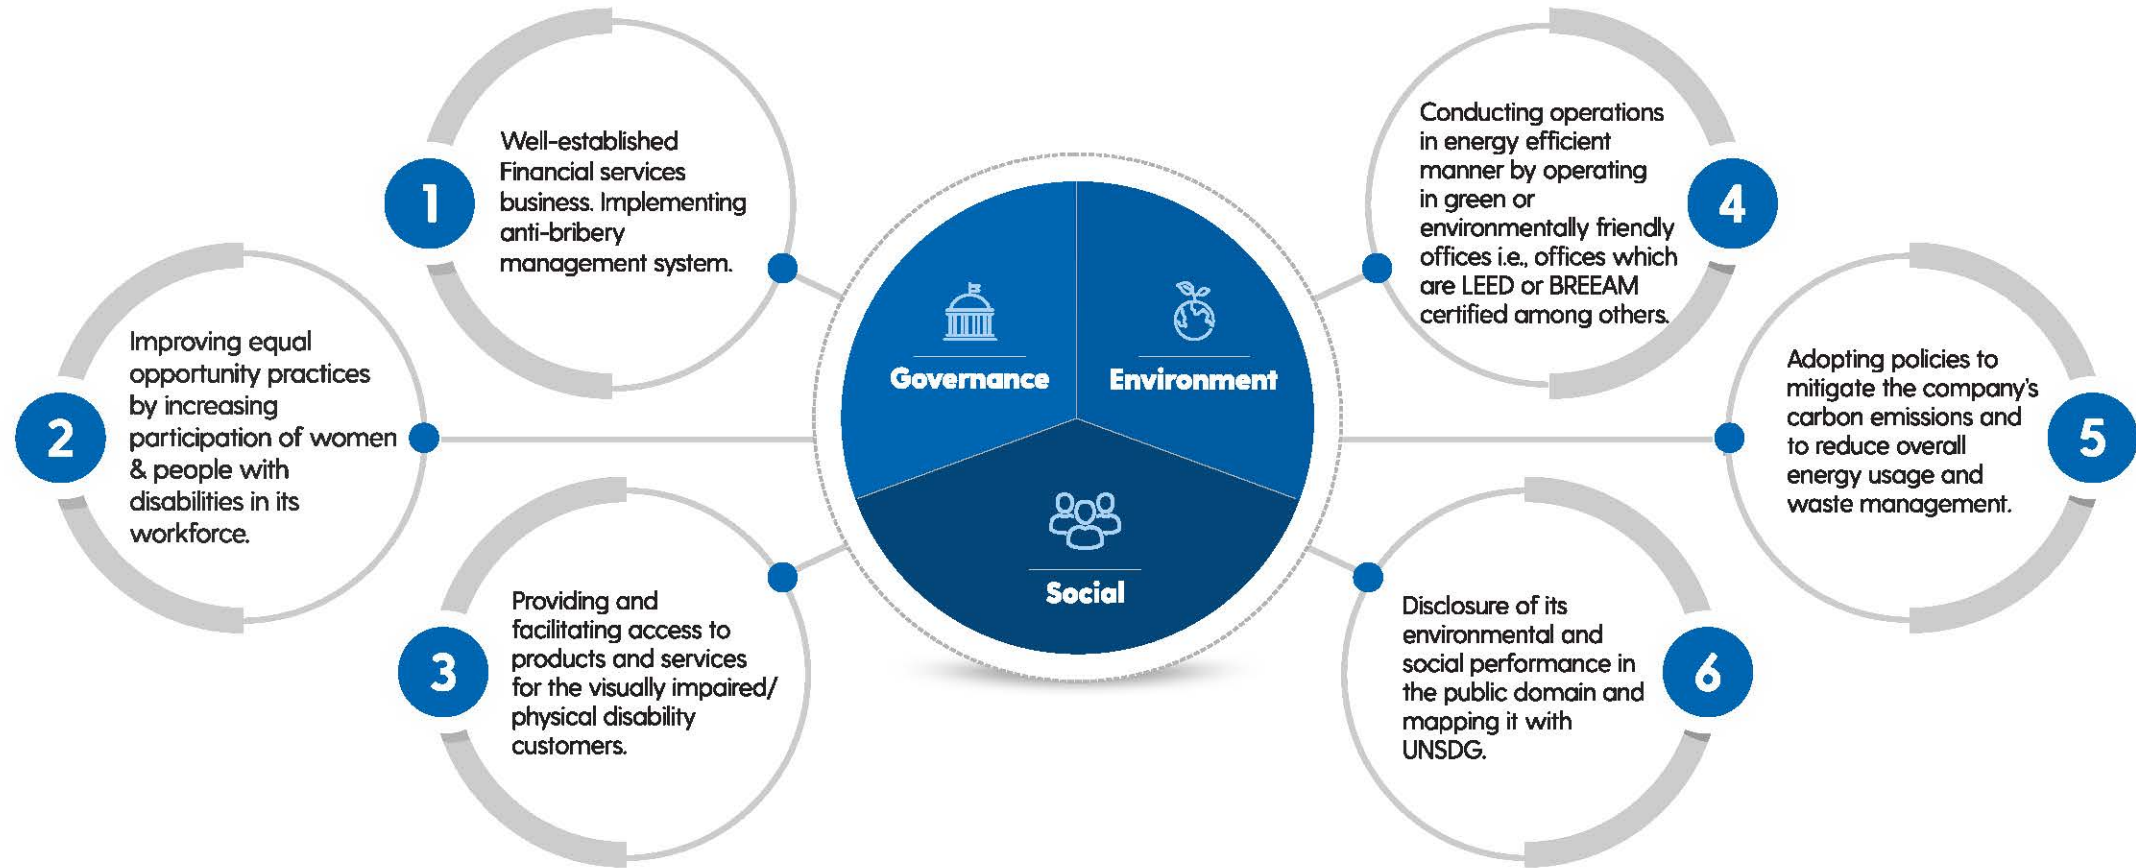 1
Well-established
Financial services
business. Implementing
anti-bribery
management system.
2
Improving equal
opportunity practices
by increasing
participation of women
& people with
disabilities in its
workforce.
3
Providing and
facilitating access to
products and services
for the visually impaired/
physical disability
customers.
Governance
Environment
Social
4
Conducting operations
in energy efficient
manner by operating
in green or
environmentally friendly
offices i.e., offices which
are LEED or BREEAM
certified among others.
5
Adopting policies to
mitigate the company's
carbon emissions and
to reduce overall
energy usage and
waste management.
6
Disclosure of its
environmental and
social performance in
the public domain and
mapping it with
UNSDG.